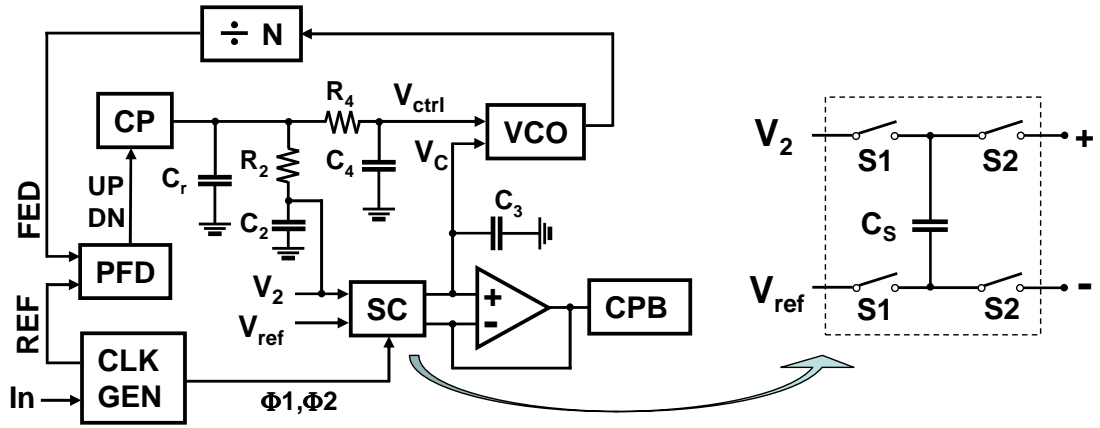 ÷ N
R4
Vctrl
CP
VCO
VC
R2
C4
Cr
UP
DN
C2
C3
FED
PFD
V2
Vref
SC
+
-
CPB
REF
CLK
GEN
In
Φ1,Φ2
V2
S1
S2
+
CS
Vref
S1
S2
-